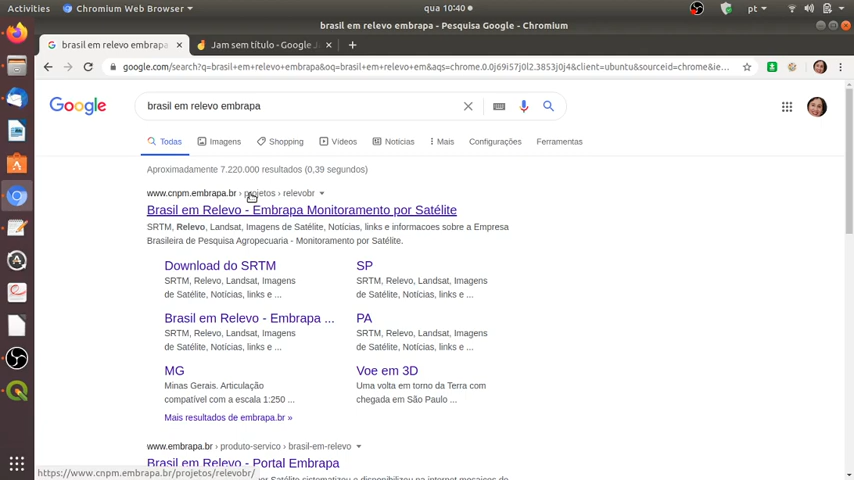 Activities
Chromium Web Browser
qua 10:40
pt
brasil em relevo embrapa - Pesquisa Google - Chromium
brasil em relevo embrapa
Jam sem título - Google J
google.com/search?q=brasil+em+relevo+embrapa&oq=brasil+em+relevo+em&aqs=chrome.0.0j69i57j0l2.3853j0j4&client=ubuntu&sourceid=chrome&ie...
Google
brasil em relevo embrapa
Todas
Imagens
Shopping
Vídeos
Notícias
Mais
Configurações
Ferramentas
Aproximadamente 7.220.000 resultados (0,39 segundos)
www.cnpm.embrapa.br › projetos › relevobr
Brasil em Relevo - Embrapa Monitoramento por Satélite
SRTM, Relevo, Landsat, Imagens de Satélite, Notícias, links e informacoes sobre a Empresa
Brasileira de Pesquisa Agropecuaria - Monitoramento por Satélite.
Download do SRTM
SRTM, Relevo, Landsat, Imagens
de Satélite, Notícias, links e ...
SP
SRTM, Relevo, Landsat, Imagens
de Satélite, Notícias, links e ...
Brasil em Relevo - Embrapa ...
SRTM, Relevo, Landsat, Imagens
de Satélite, Notícias, links e ...
PA
SRTM, Relevo, Landsat, Imagens
de Satélite, Notícias, links e ...
MG
Minas Gerais. Articulação
compatível com a escala 1:250 ...
Voe em 3D
Uma volta em torno da Terra com
chegada em São Paulo ...
Mais resultados de embrapa.br »
www.embrapa.br › produto-servico › brasil-em-relevo
Brasil em Relevo - Portal Embrapa
https://www.cnpm.embrapa.br/projetos/relevobr/